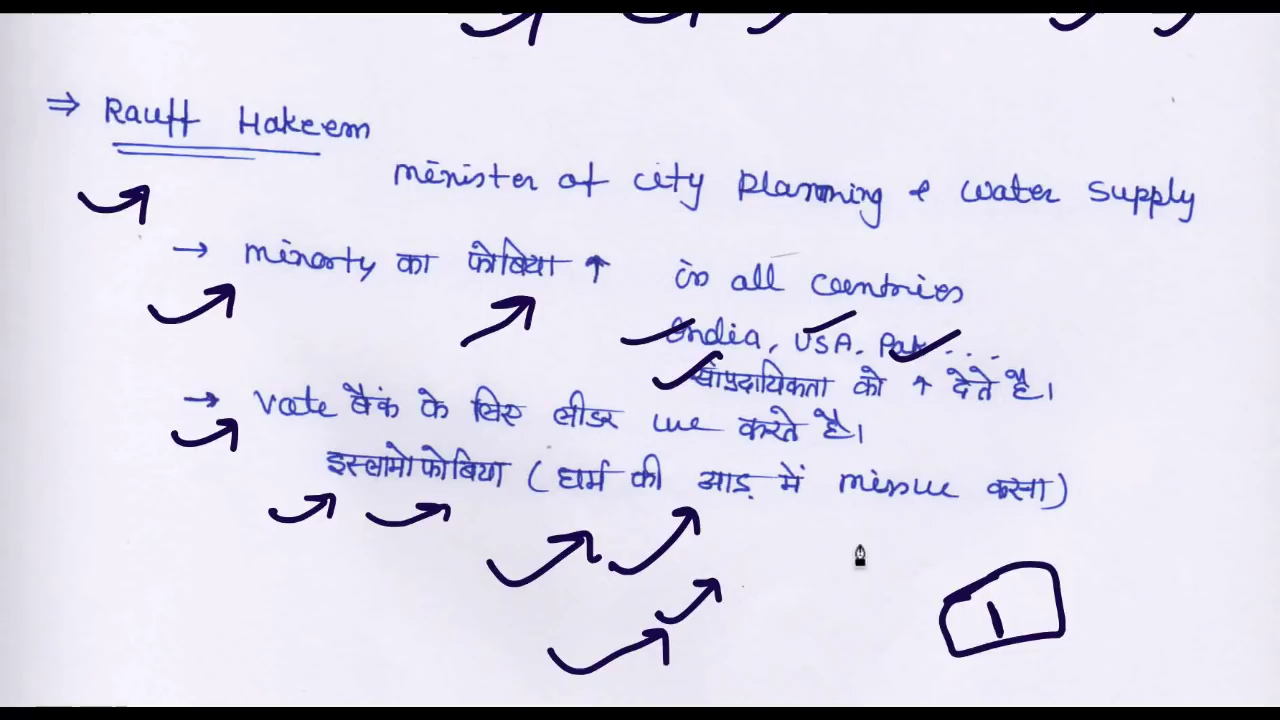 ⇒ Rauff Hakeem
minister of city planning & water supply
→ minorty का फोबिया ↑ in all countries
India, USA, Pak ...
सांप्रदायिकता को ↑ देते है।
→ vote बैंक के लिए लीडर use करते है।
इस्लामोफोबिया (धर्म की आड़ में misuse करना)
1